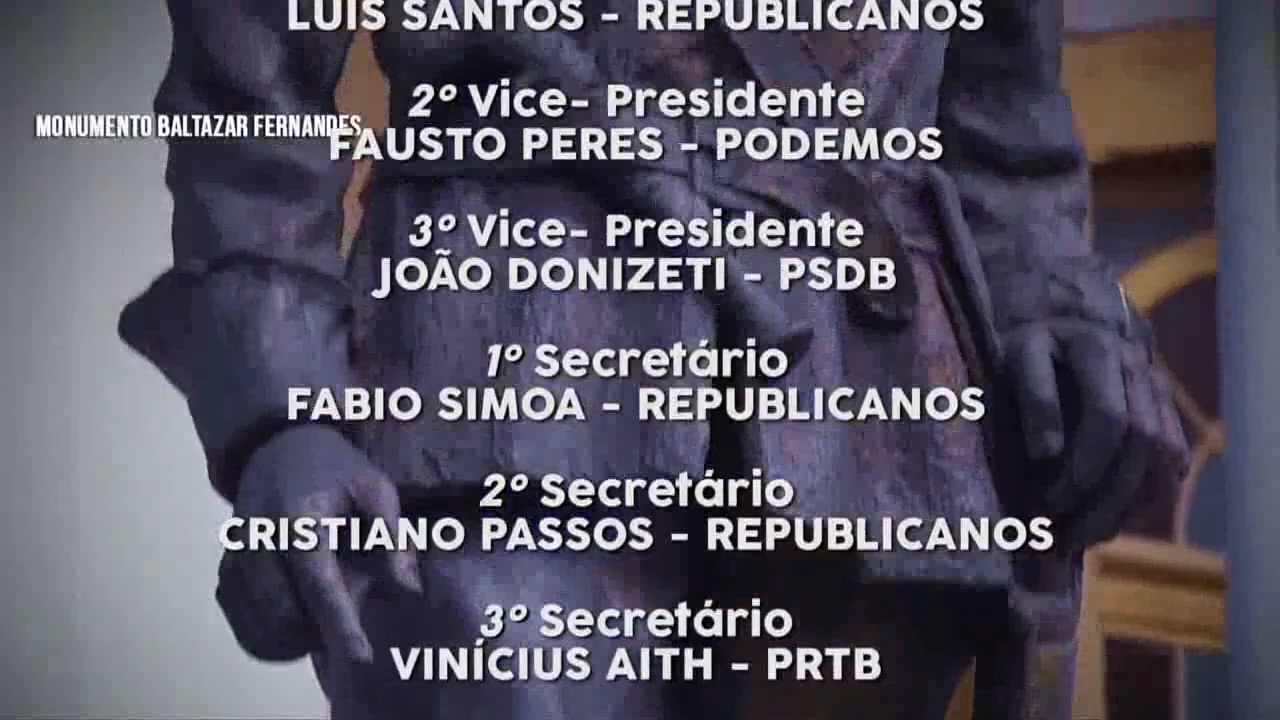 LUIS SANTOS - REPUBLICANOS
2º Vice- Presidente
MONUMENTO BALTAZAR FERNANDES
FAUSTO PERES - PODEMOS
3º Vice- Presidente
JOÃO DONIZETI - PSDB
1º Secretário
FABIO SIMOA - REPUBLICANOS
2º Secretário
CRISTIANO PASSOS - REPUBLICANOS
3º Secretário
VINÍCIUS AITH - PRTB